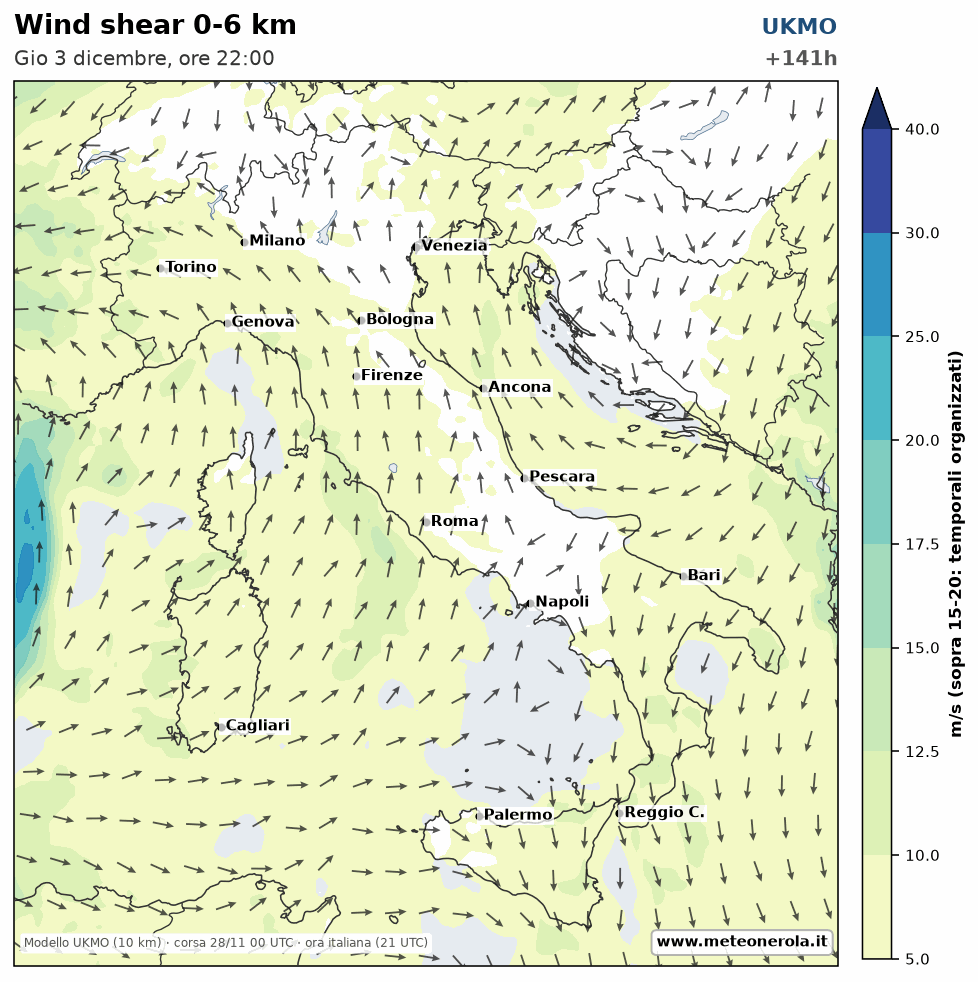 Wind shear 0-6 km
UKMO
Gio 3 dicembre, ore 22:00
+141h
Milano
Venezia
Torino
Genova
Bologna
Firenze
Ancona
Pescara
Roma
Bari
Napoli
Cagliari
Palermo
Reggio C.
Modello UKMO (10 km) · corsa 28/11 00 UTC · ora italiana (21 UTC)
www.meteonerola.it
40.0
30.0
25.0
20.0
17.5
15.0
12.5
10.0
5.0
m/s (sopra 15-20: temporali organizzati)